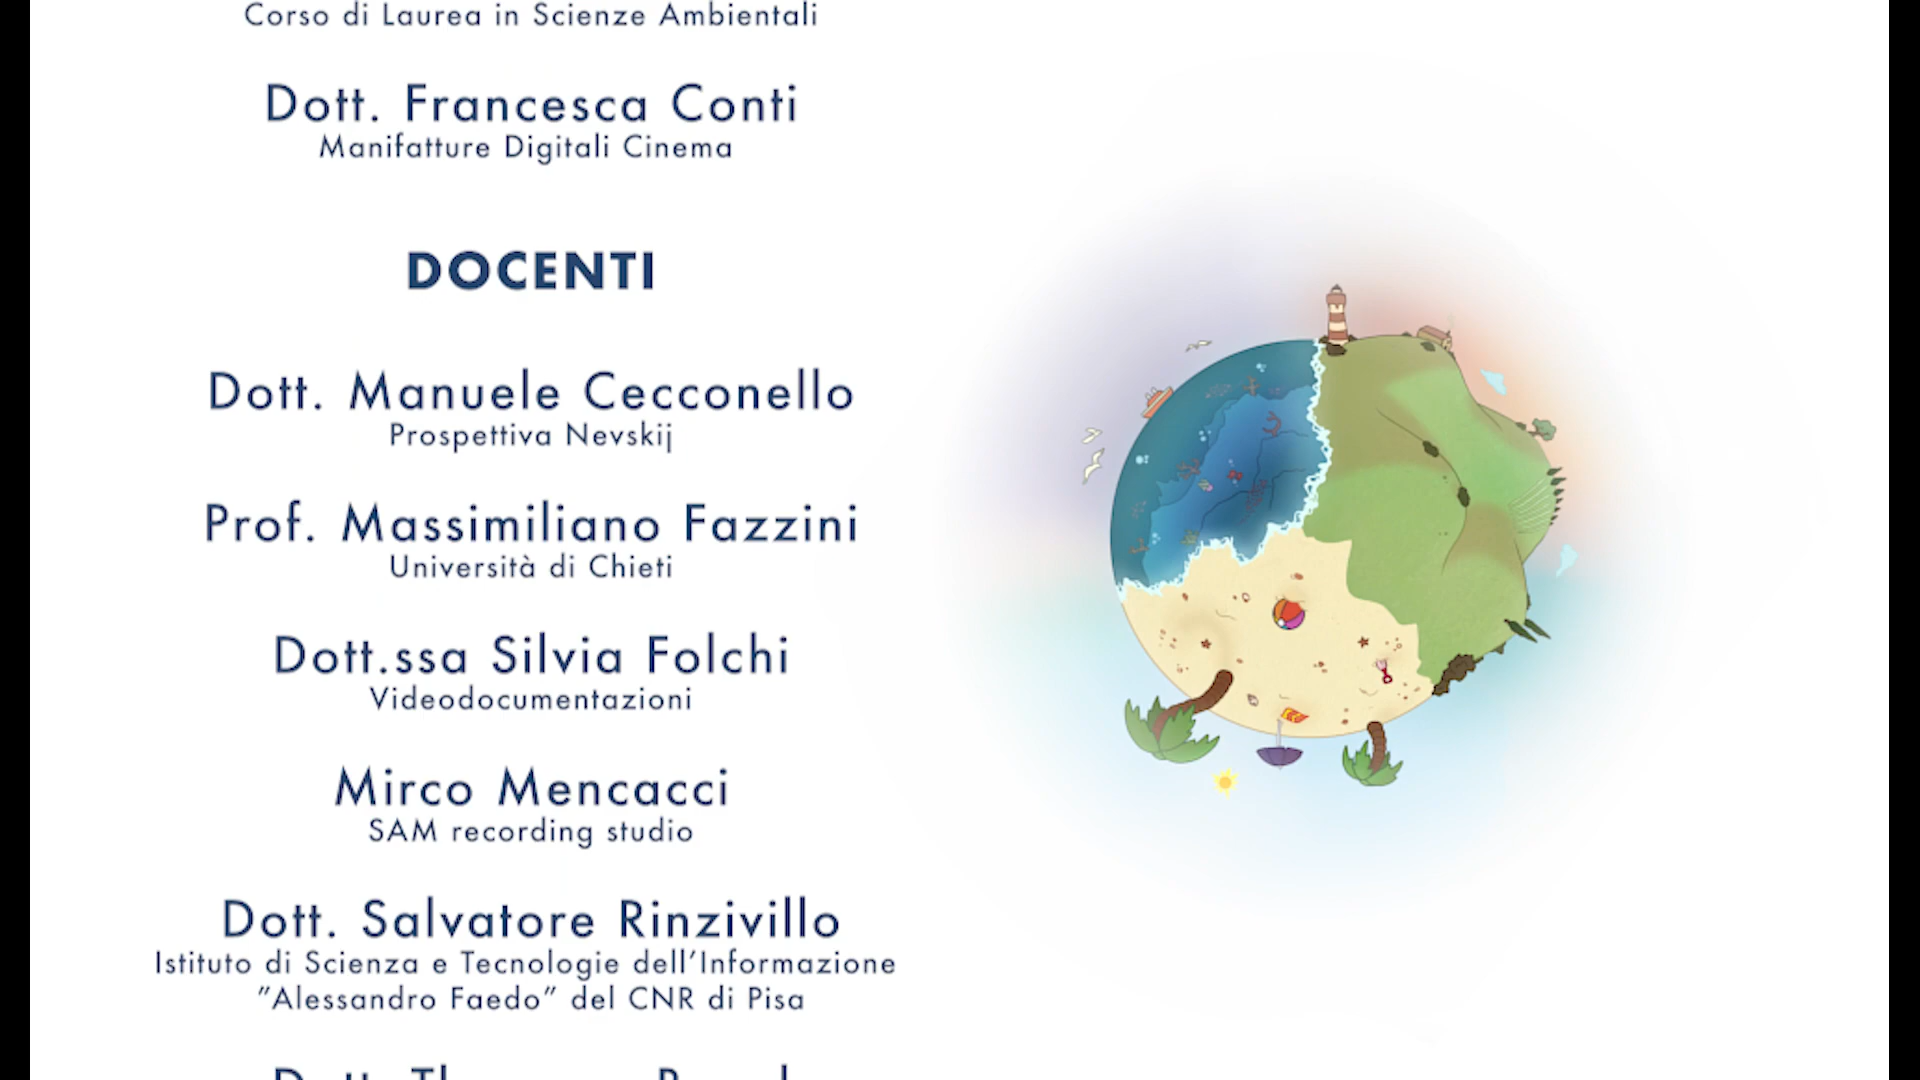 Corso di Laurea in Scienze Ambientali
Dott. Francesca Conti
Manifatture Digitali Cinema
DOCENTI
Dott. Manuele Cecconello
Prospettiva Nevskij
Prof. Massimiliano Fazzini
Università di Chieti
Dott.ssa Silvia Folchi
Videodocumentazioni
Mirco Mencacci
SAM recording studio
Dott. Salvatore Rinzivillo
Istituto di Scienza e Tecnologie dell'Informazione
"Alessandro Faedo" del CNR di Pisa